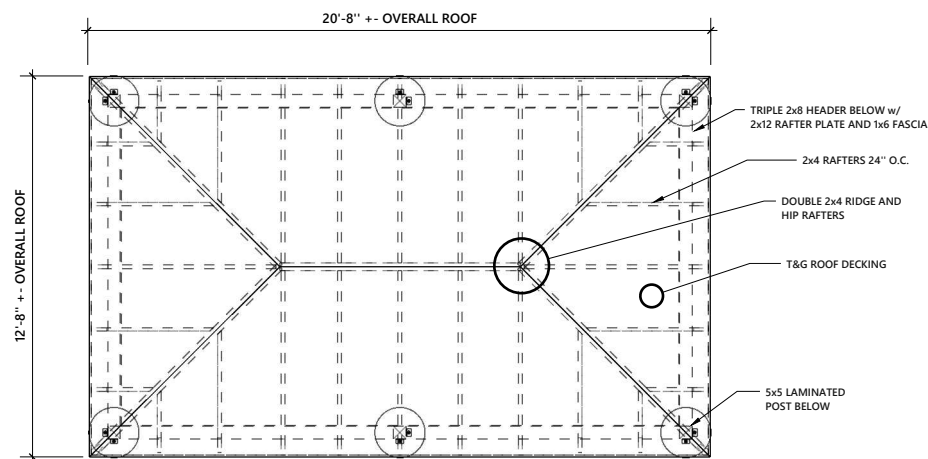 20'-8'' +- OVERALL ROOF
12'-8'' +- OVERALL ROOF
TRIPLE 2x8 HEADER BELOW w/
2x12 RAFTER PLATE AND 1x6 FASCIA
2x4 RAFTERS 24'' O.C.
DOUBLE 2x4 RIDGE AND
HIP RAFTERS
T&G ROOF DECKING
5x5 LAMINATED
POST BELOW